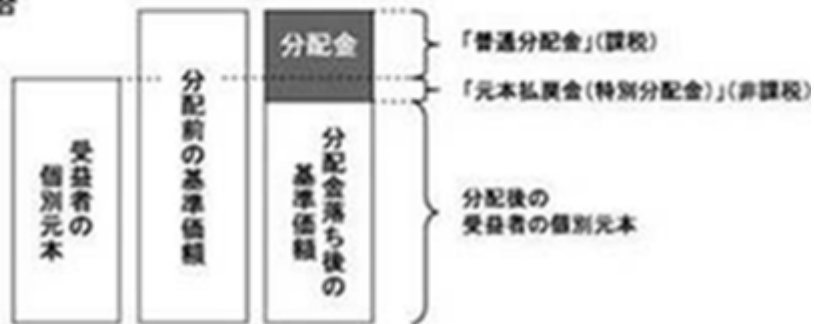 受益者の
個別元本
分配前の基準価額
分配金
分配金落ち後の
基準価額
「普通分配金」(課税)
「元本払戻金(特別分配金)」(非課税)
分配後の
受益者の個別元本